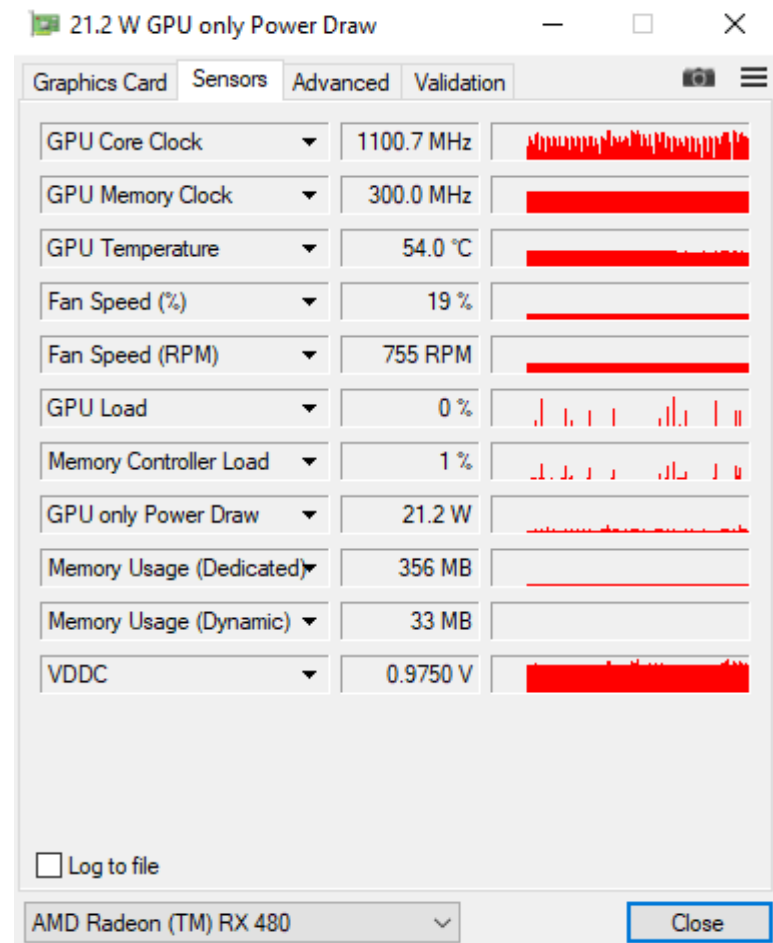 21.2 W GPU only Power Draw
Graphics Card Sensors Advanced Validation
GPU Core Clock 1100.7 MHz
GPU Memory Clock 300.0 MHz
GPU Temperature 54.0 °C
Fan Speed (%) 19 %
Fan Speed (RPM) 755 RPM
GPU Load 0 %
Memory Controller Load 1 %
GPU only Power Draw 21.2 W
Memory Usage (Dedicated) 356 MB
Memory Usage (Dynamic) 33 MB
VDDC 0.9750 V
Log to file
AMD Radeon (TM) RX 480 Close